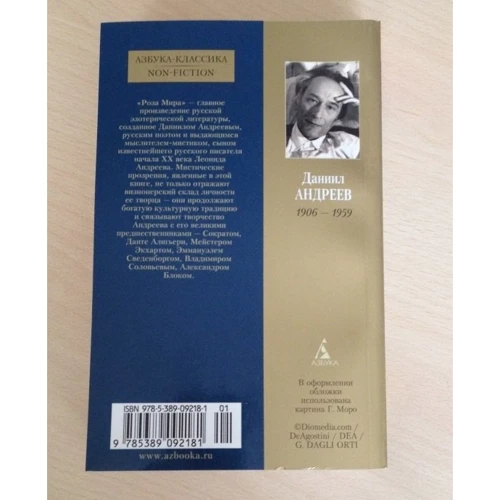 АЗБУКА-КЛАССИКА
NON-FICTION
«Роза Мира» — главное
произведение русской
эзотерической литературы,
созданное Даниилом Андреевым,
русским поэтом и выдающимся
мыслителем-мистиком, сыном
известнейшего русского писателя
начала XX века Леонида
Андреева. Мистические
прозрения, явленные в этой
книге, не только отражают
визионерский склад личности
ее творца — они продолжают
богатую культурную традицию
и связывают творчество
Андреева с его великими
предшественниками — Сократом,
Данте Алигьери, Мейстером
Экхартом, Эммануэлем
Сведенборгом, Владимиром
Соловьевым, Александром
Блоком.
ISBN 978-5-389-09218-1
01
9 785389 092181
www.azbooka.ru
Даниил
АНДРЕЕВ
1906 — 1959
АЗБУКА
В оформлении
обложки
использована
картина Г. Моро
©Diomedia.com /
DeAgostini / DEA /
G. DAGLI ORTI